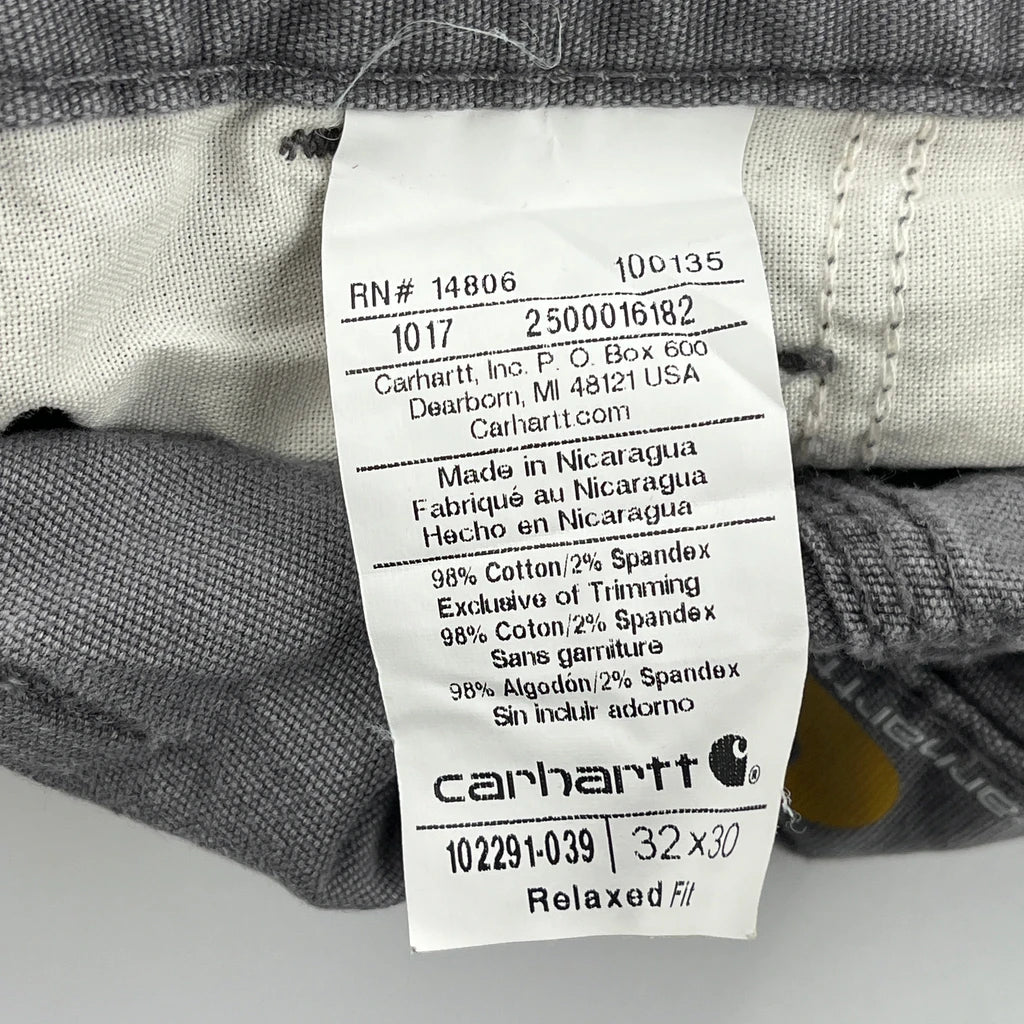 RN# 14806 100135
1017 2500016182
Carhartt, Inc. P. O. Box 600
Dearborn, MI 48121 USA
Carhartt.com
Made in Nicaragua
Fabriqué au Nicaragua
Hecho en Nicaragua
98% Cotton/2% Spandex
Exclusive of Trimming
98% Coton/2% Spandex
Sans garniture
98% Algodón/2% Spandex
Sin incluir adorno
carhartt ®
102291-039 | 32x30
Relaxed Fit
carhartt